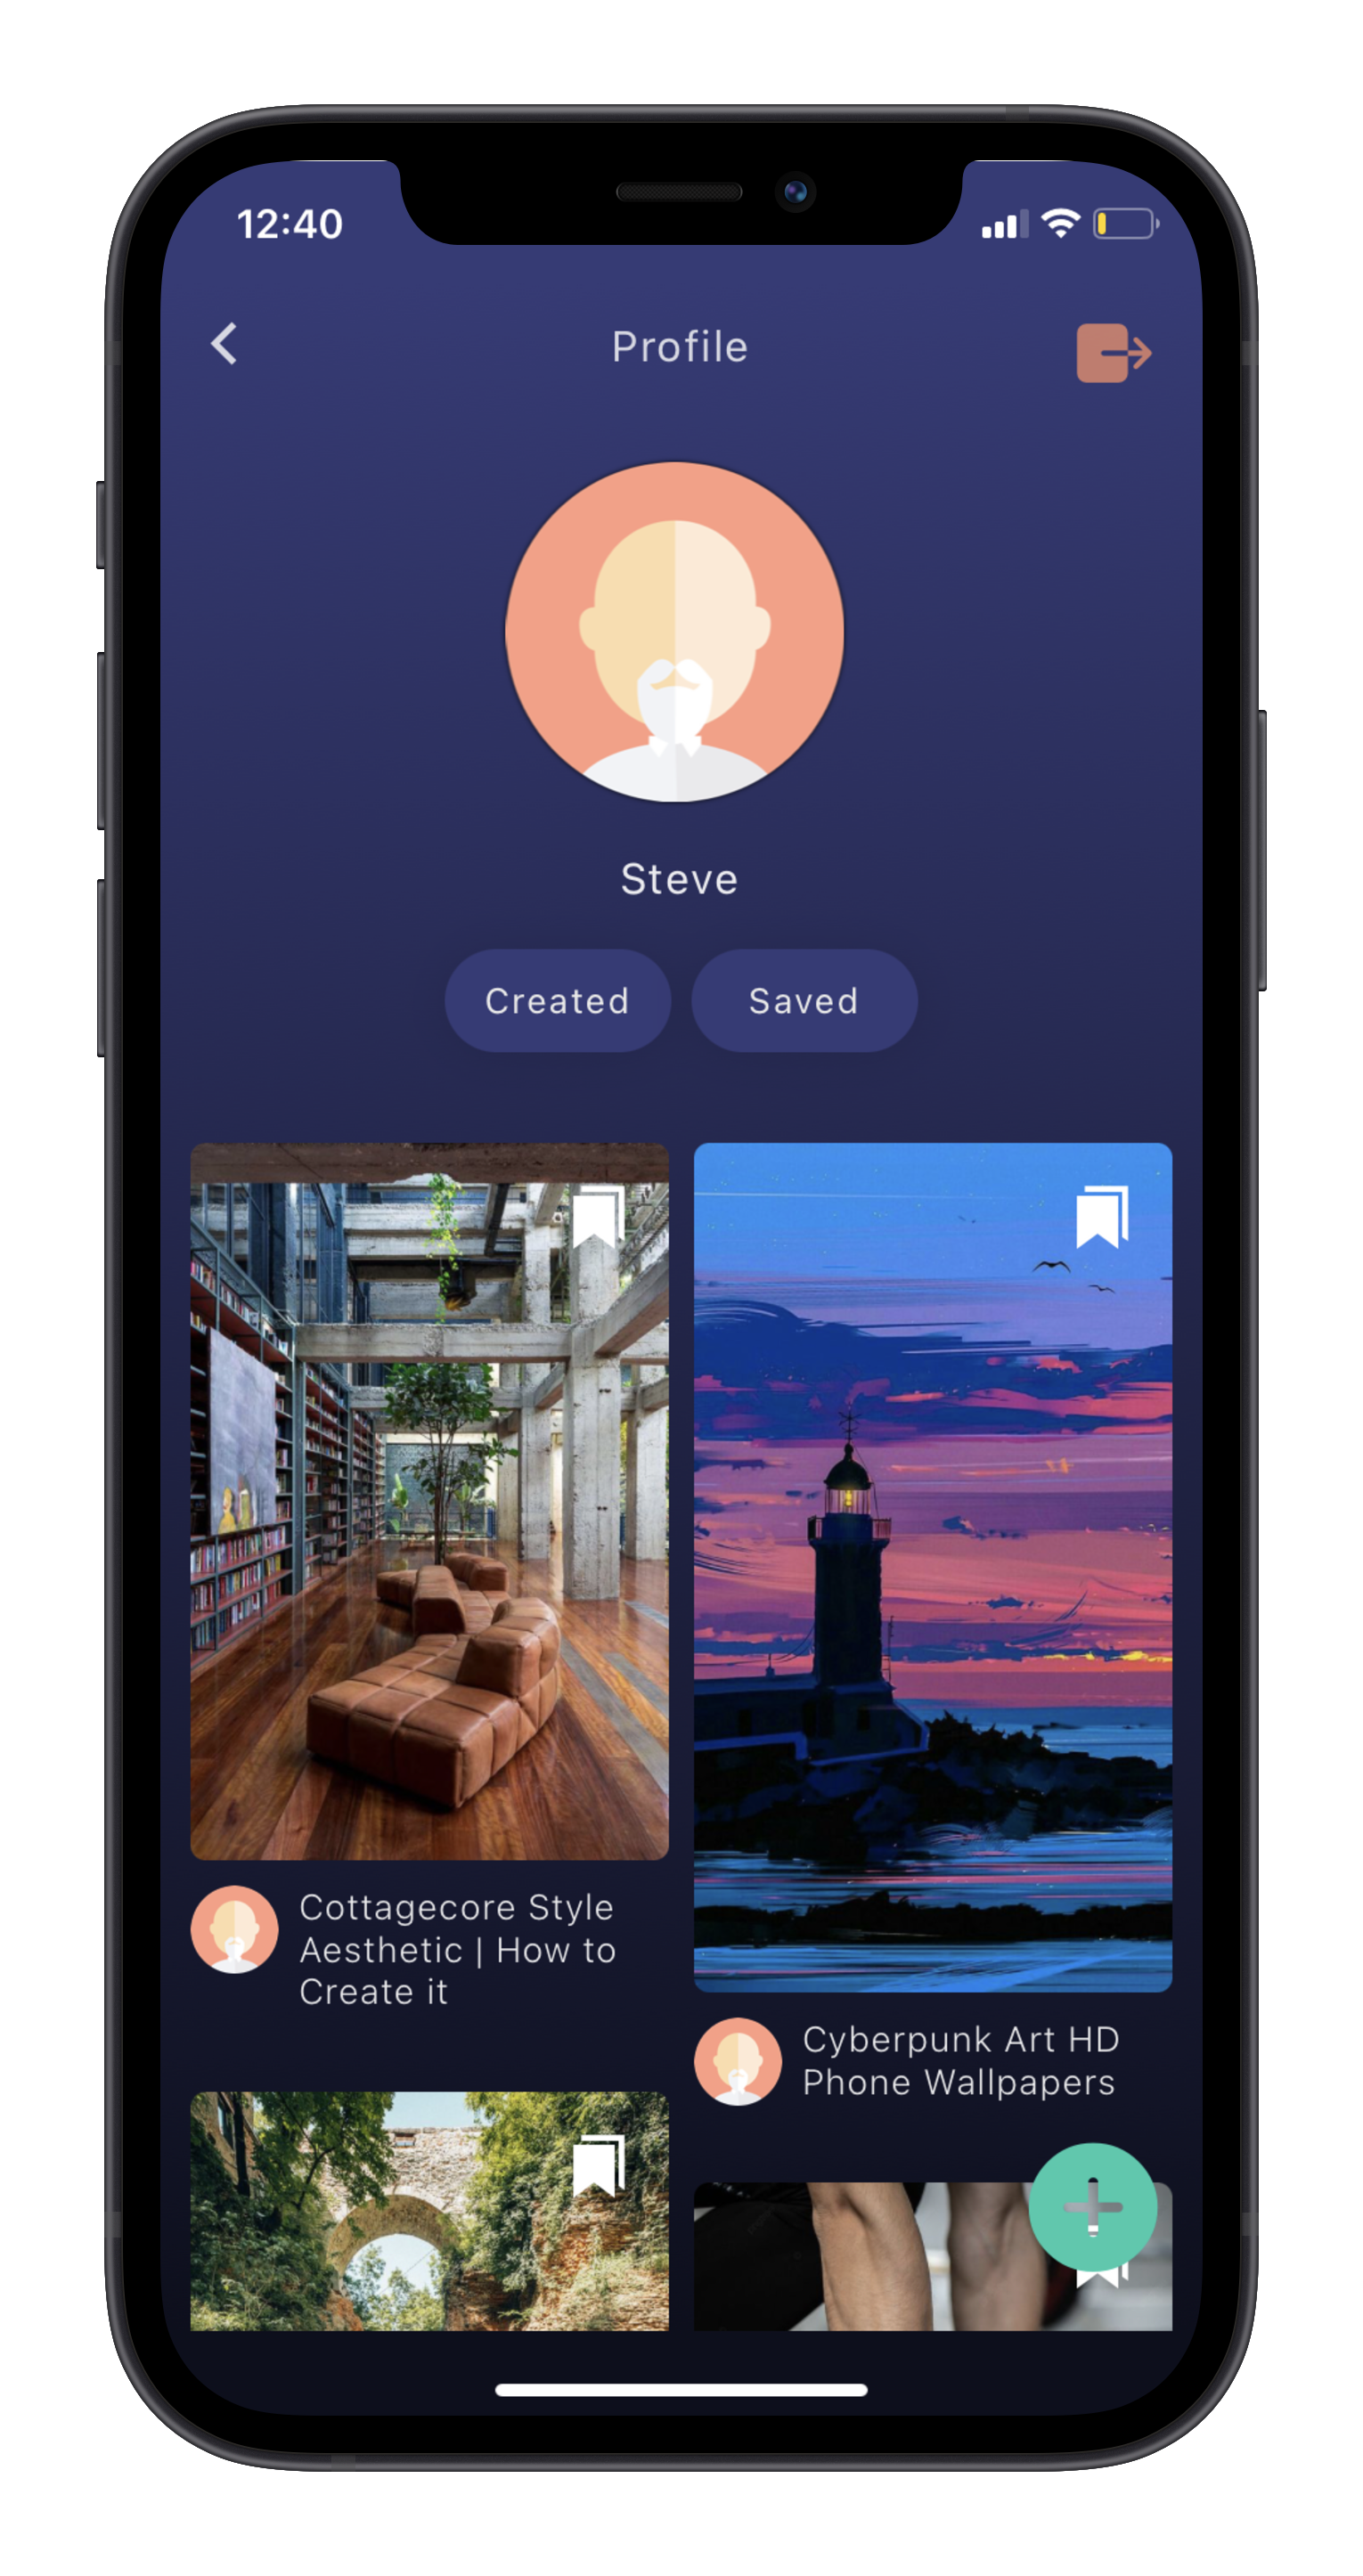 12:40
Profile
Steve
Created
Saved
Cottagecore Style
Aesthetic | How to
Create it
Cyberpunk Art HD
Phone Wallpapers